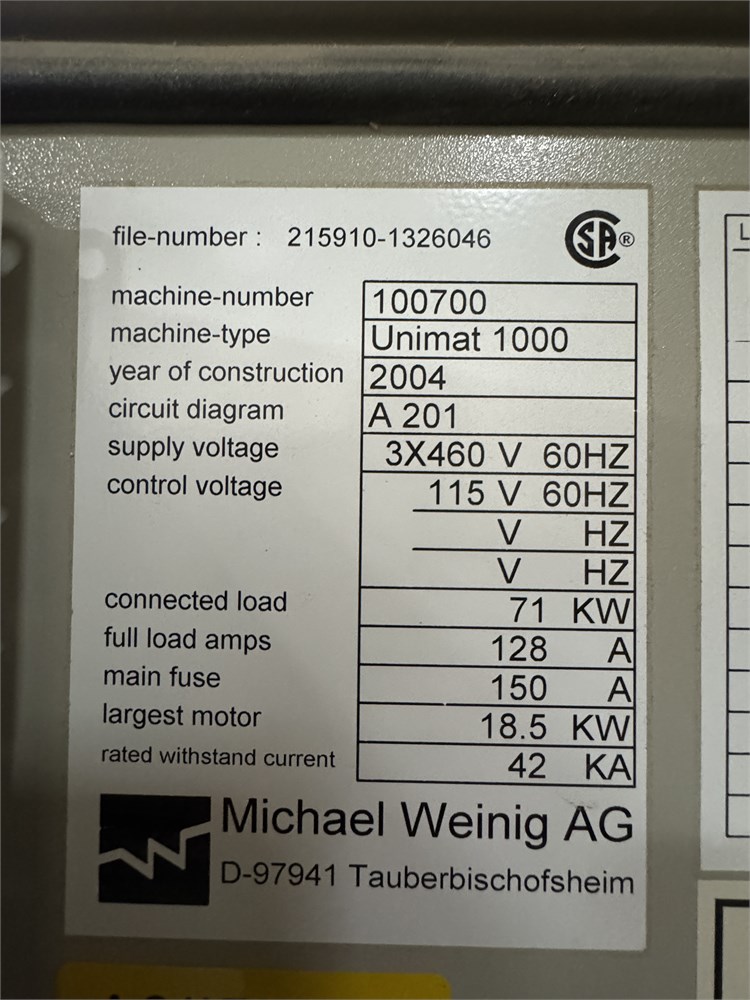 file-number : 215910-1326046 SA®
machine-number 100700
machine-type Unimat 1000
year of construction 2004
circuit diagram A 201
supply voltage 3X460 V 60HZ
control voltage 115 V 60HZ
V HZ
V HZ
connected load 71 KW
full load amps 128 A
main fuse 150 A
largest motor 18.5 KW
rated withstand current 42 KA
Michael Weinig AG
D-97941 Tauberbischofsheim